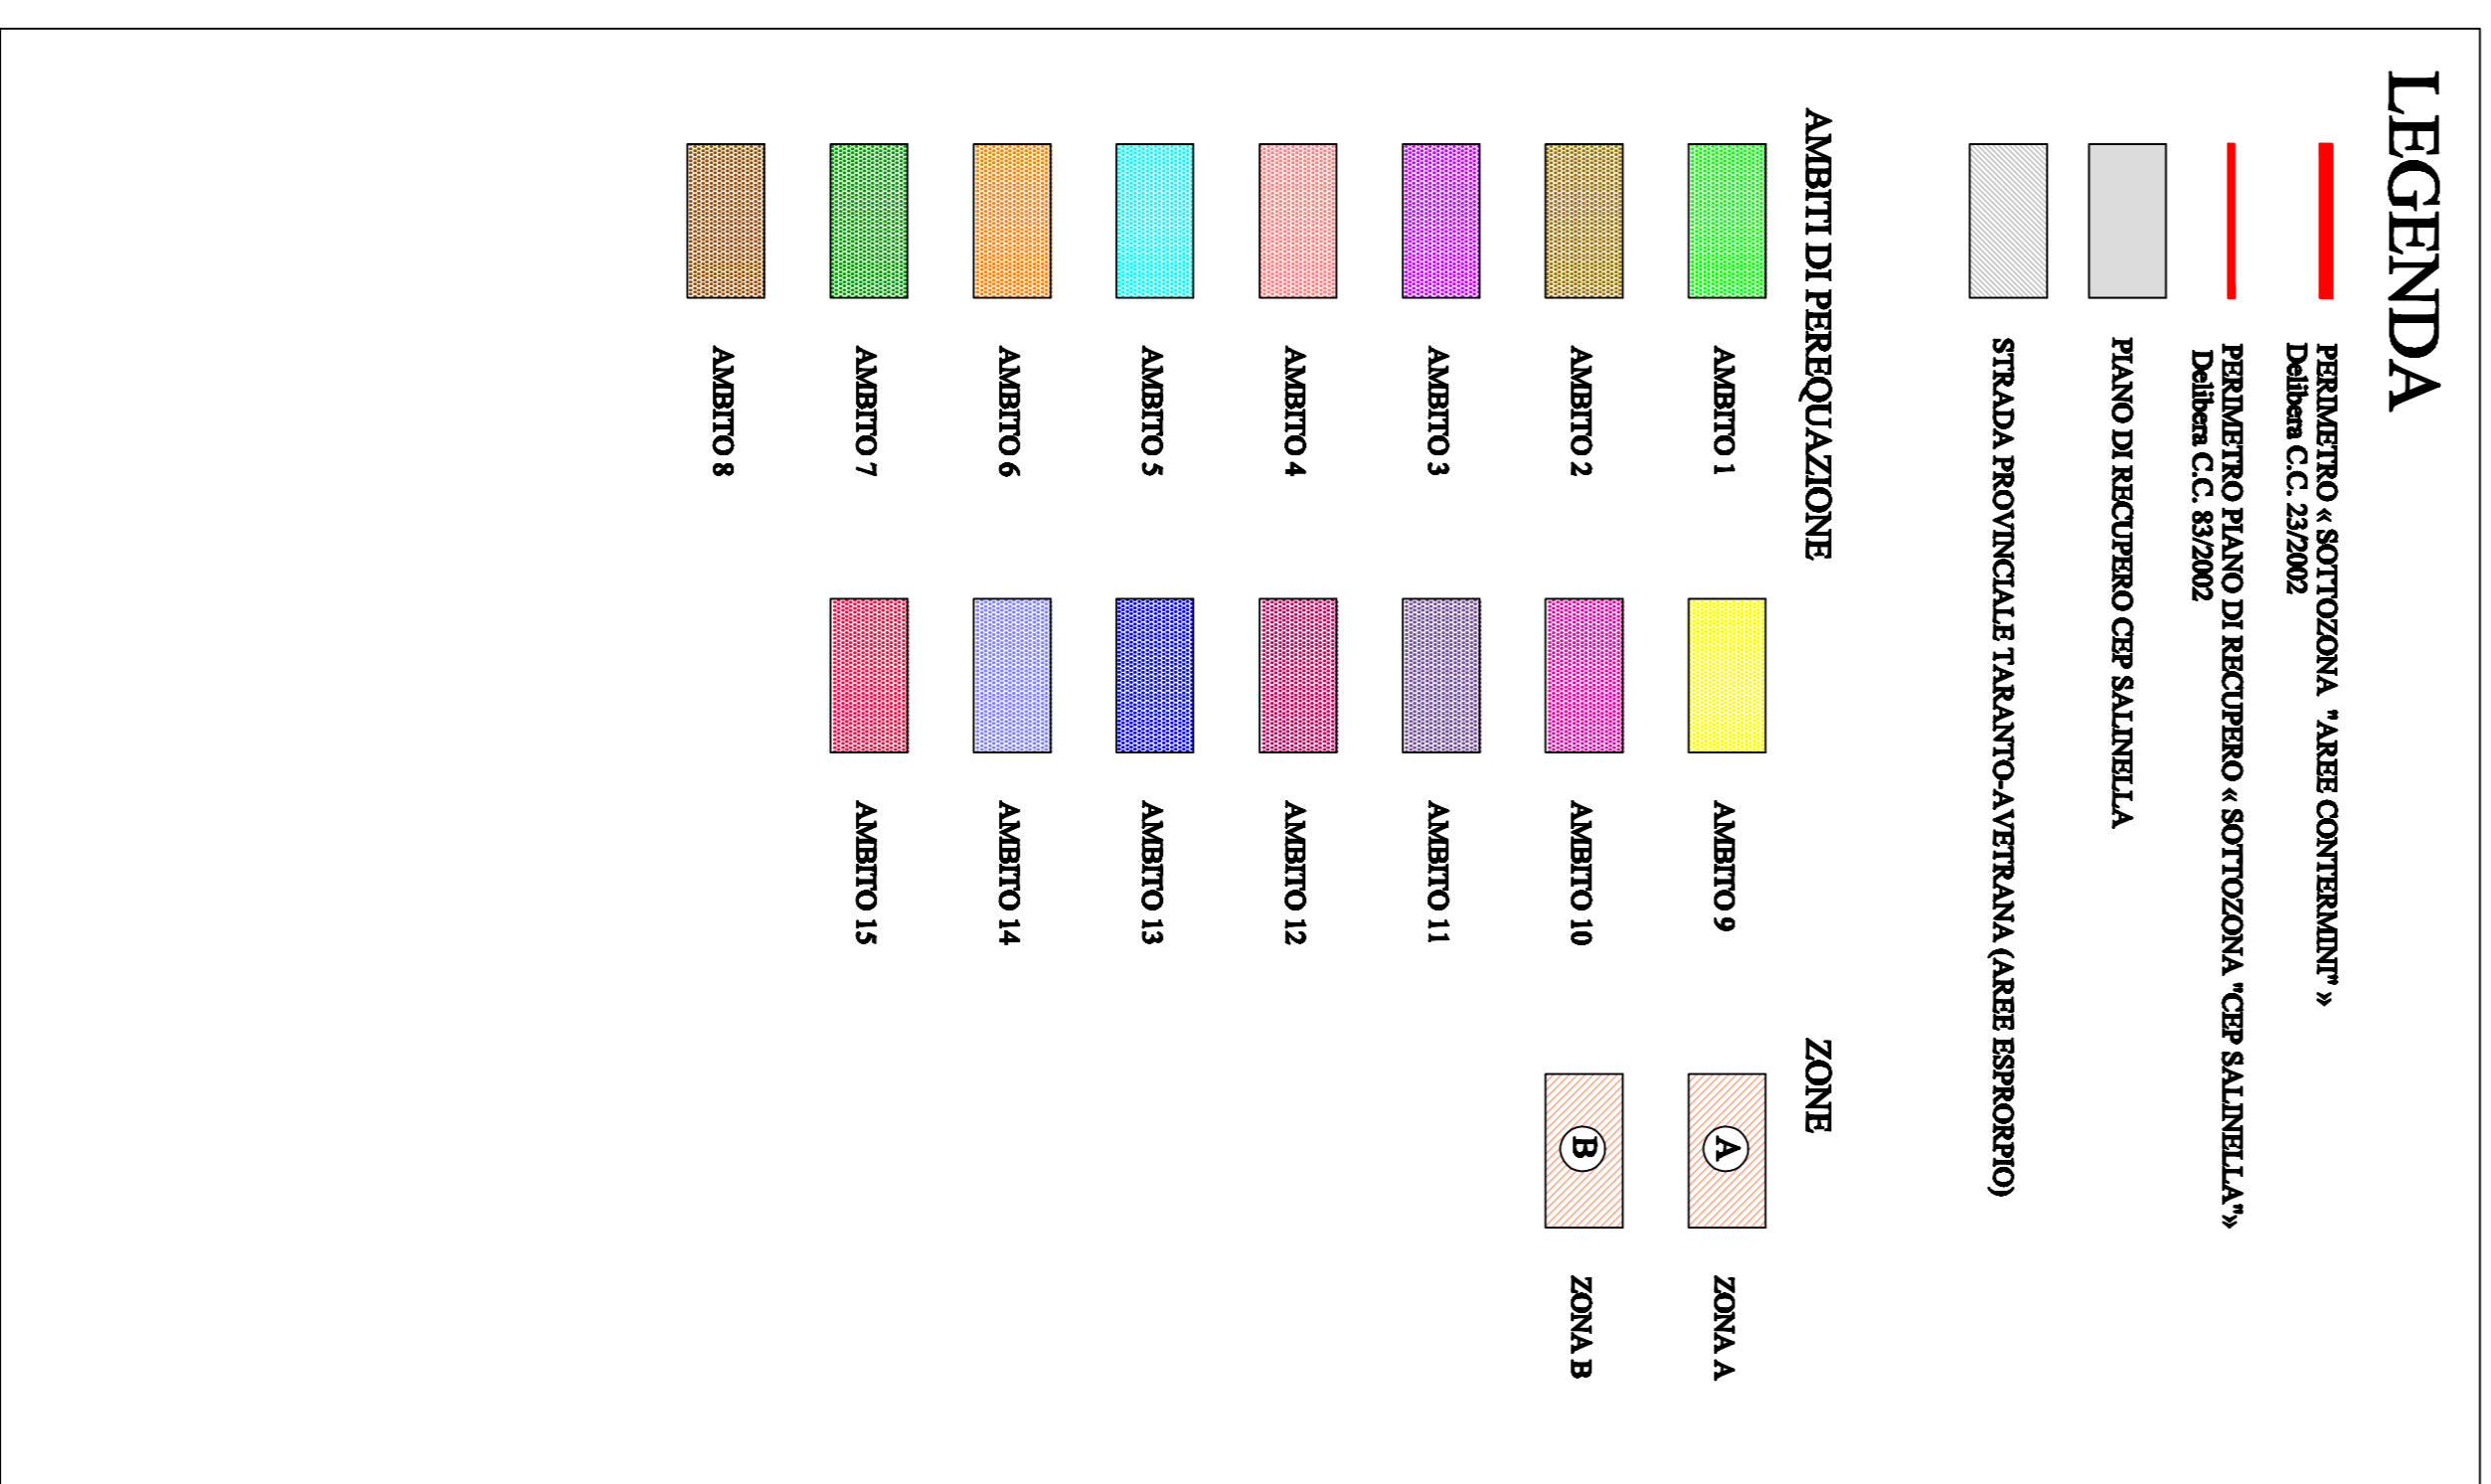 LEGENDA
PERIMETRO « SOTTOZONA "AREE CONTERMINI" »
Delibera C.C. 23/2002
PERIMETRO PIANO DI RECUPERO « SOTTOZONA "CEP SALINELLA"»
Delibera C.C. 83/2002
PIANO DI RECUPERO CEP SALINELLA
STRADA PROVINCIALE TARANTO-AVETRANA (AREE ESPRORPIO)
AMBITI DI PEREQUAZIONE
AMBITO 1
AMBITO 2
AMBITO 3
AMBITO 4
AMBITO 5
AMBITO 6
AMBITO 7
AMBITO 8
AMBITO 9
AMBITO 10
AMBITO 11
AMBITO 12
AMBITO 13
AMBITO 14
AMBITO 15
ZONE
A ZONA A
B ZONA B